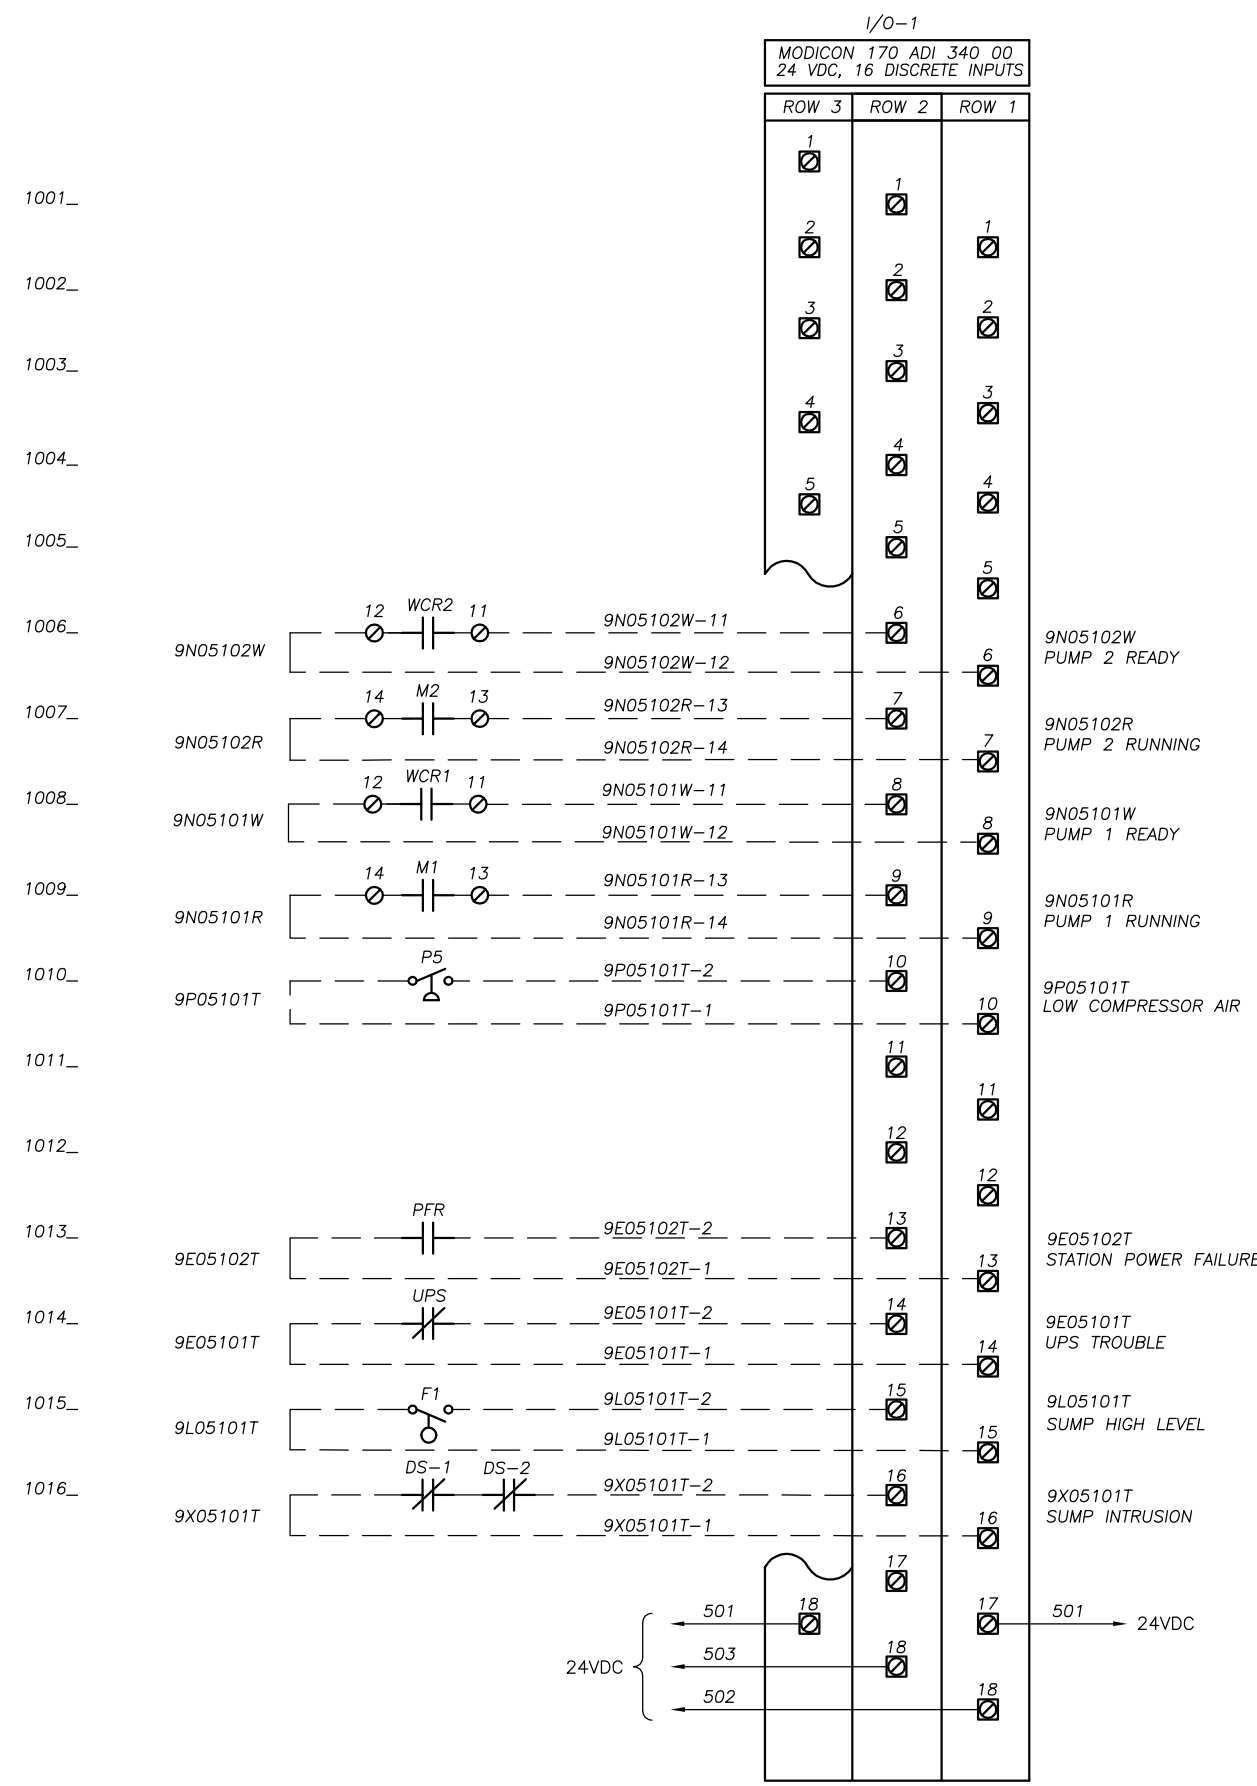 I/O-1
MODICON 170 ADI 340 00
24 VDC, 16 DISCRETE INPUTS
ROW 3 ROW 2 ROW 1
1
1001_ 1
2 1
1002_ 2
3 2
1003_ 3
4 3
1004_ 4
5 4
1005_ 5
5
1006_ 12 WCR2 11 9N05102W-11 6
9N05102W 9N05102W-12 6
9N05102W
PUMP 2 READY
1007_ 14 M2 13 9N05102R-13 7
9N05102R 9N05102R-14 7
9N05102R
PUMP 2 RUNNING
1008_ 12 WCR1 11 9N05101W-11 8
9N05101W 9N05101W-12 8
9N05101W
PUMP 1 READY
1009_ 14 M1 13 9N05101R-13 9
9N05101R 9N05101R-14 9
9N05101R
PUMP 1 RUNNING
1010_ P5 9P05101T-2 10
9P05101T 9P05101T-1 10
9P05101T
LOW COMPRESSOR AIR
1011_ 11
11
1012_ 12
12
1013_ PFR 9E05102T-2 13
9E05102T 9E05102T-1 13
9E05102T
STATION POWER FAILURE
1014_ UPS 9E05101T-2 14
9E05101T 9E05101T-1 14
9E05101T
UPS TROUBLE
1015_ F1 9L05101T-2 15
9L05101T 9L05101T-1 15
9L05101T
SUMP HIGH LEVEL
1016_ DS-1 DS-2 9X05101T-2 16
9X05101T 9X05101T-1 16
9X05101T
SUMP INTRUSION
17
501 18 17 501 24VDC
24VDC 503 18
502 18